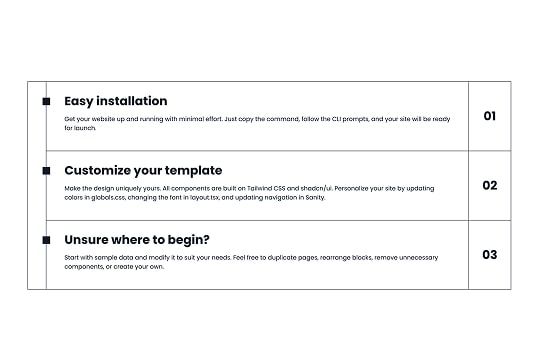 Easy installation
Get your website up and running with minimal effort. Just copy the command, follow the CLI prompts, and your site will be ready
for launch.
01
Customize your template
Make the design uniquely yours. All components are built on Tailwind CSS and shadcn/ui. Personalize your site by updating
colors in globals.css, changing the font in layout.tsx, and updating navigation in Sanity.
02
Unsure where to begin?
Start with sample data and modify it to suit your needs. Feel free to duplicate pages, rearrange blocks, remove unnecessary
components, or create your own.
03